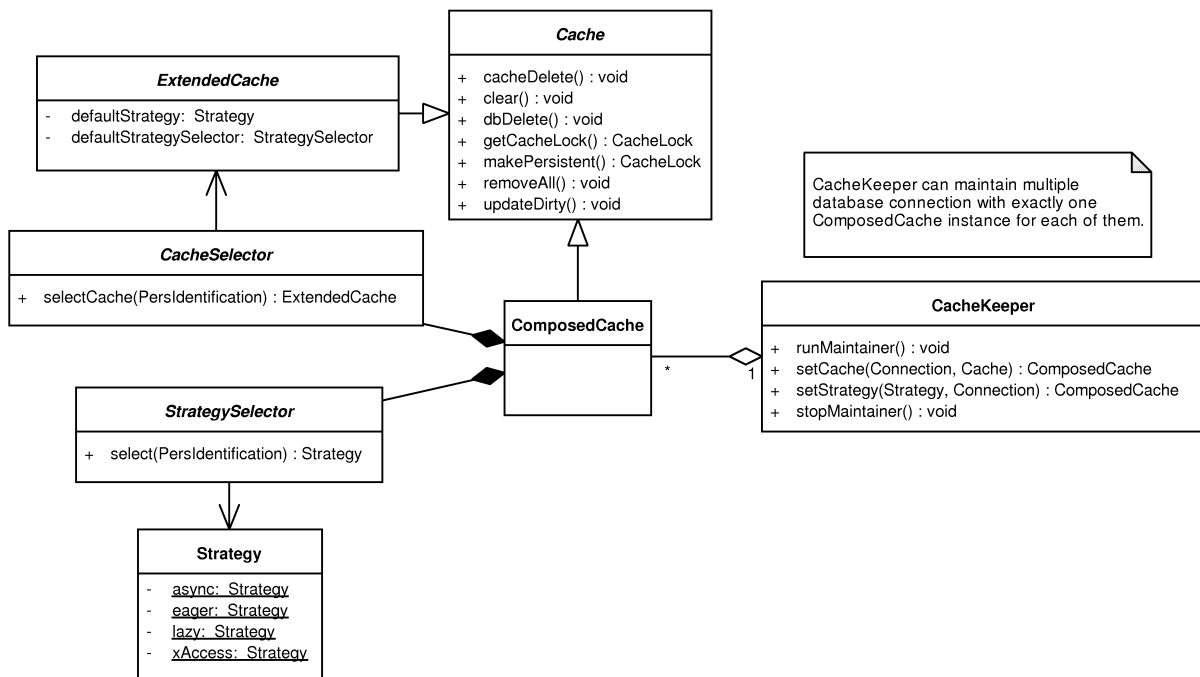 Cache
+ cacheDelete() : void
+ clear() : void
+ dbDelete() : void
+ getCacheLock() : CacheLock
+ makePersistent() : CacheLock
+ removeAll() : void
+ updateDirty() : void
ExtendedCache
- defaultStrategy: Strategy
- defaultStrategySelector: StrategySelector
CacheKeeper can maintain multiple
database connection with exactly one
ComposedCache instance for each of them.
CacheSelector
+ selectCache(PersIdentification) : ExtendedCache
ComposedCache
* 1
CacheKeeper
+ runMaintainer() : void
+ setCache(Connection, Cache) : ComposedCache
+ setStrategy(Strategy, Connection) : ComposedCache
+ stopMaintainer() : void
StrategySelector
+ select(PersIdentification) : Strategy
Strategy
- async: Strategy
- eager: Strategy
- lazy: Strategy
- xAccess: Strategy